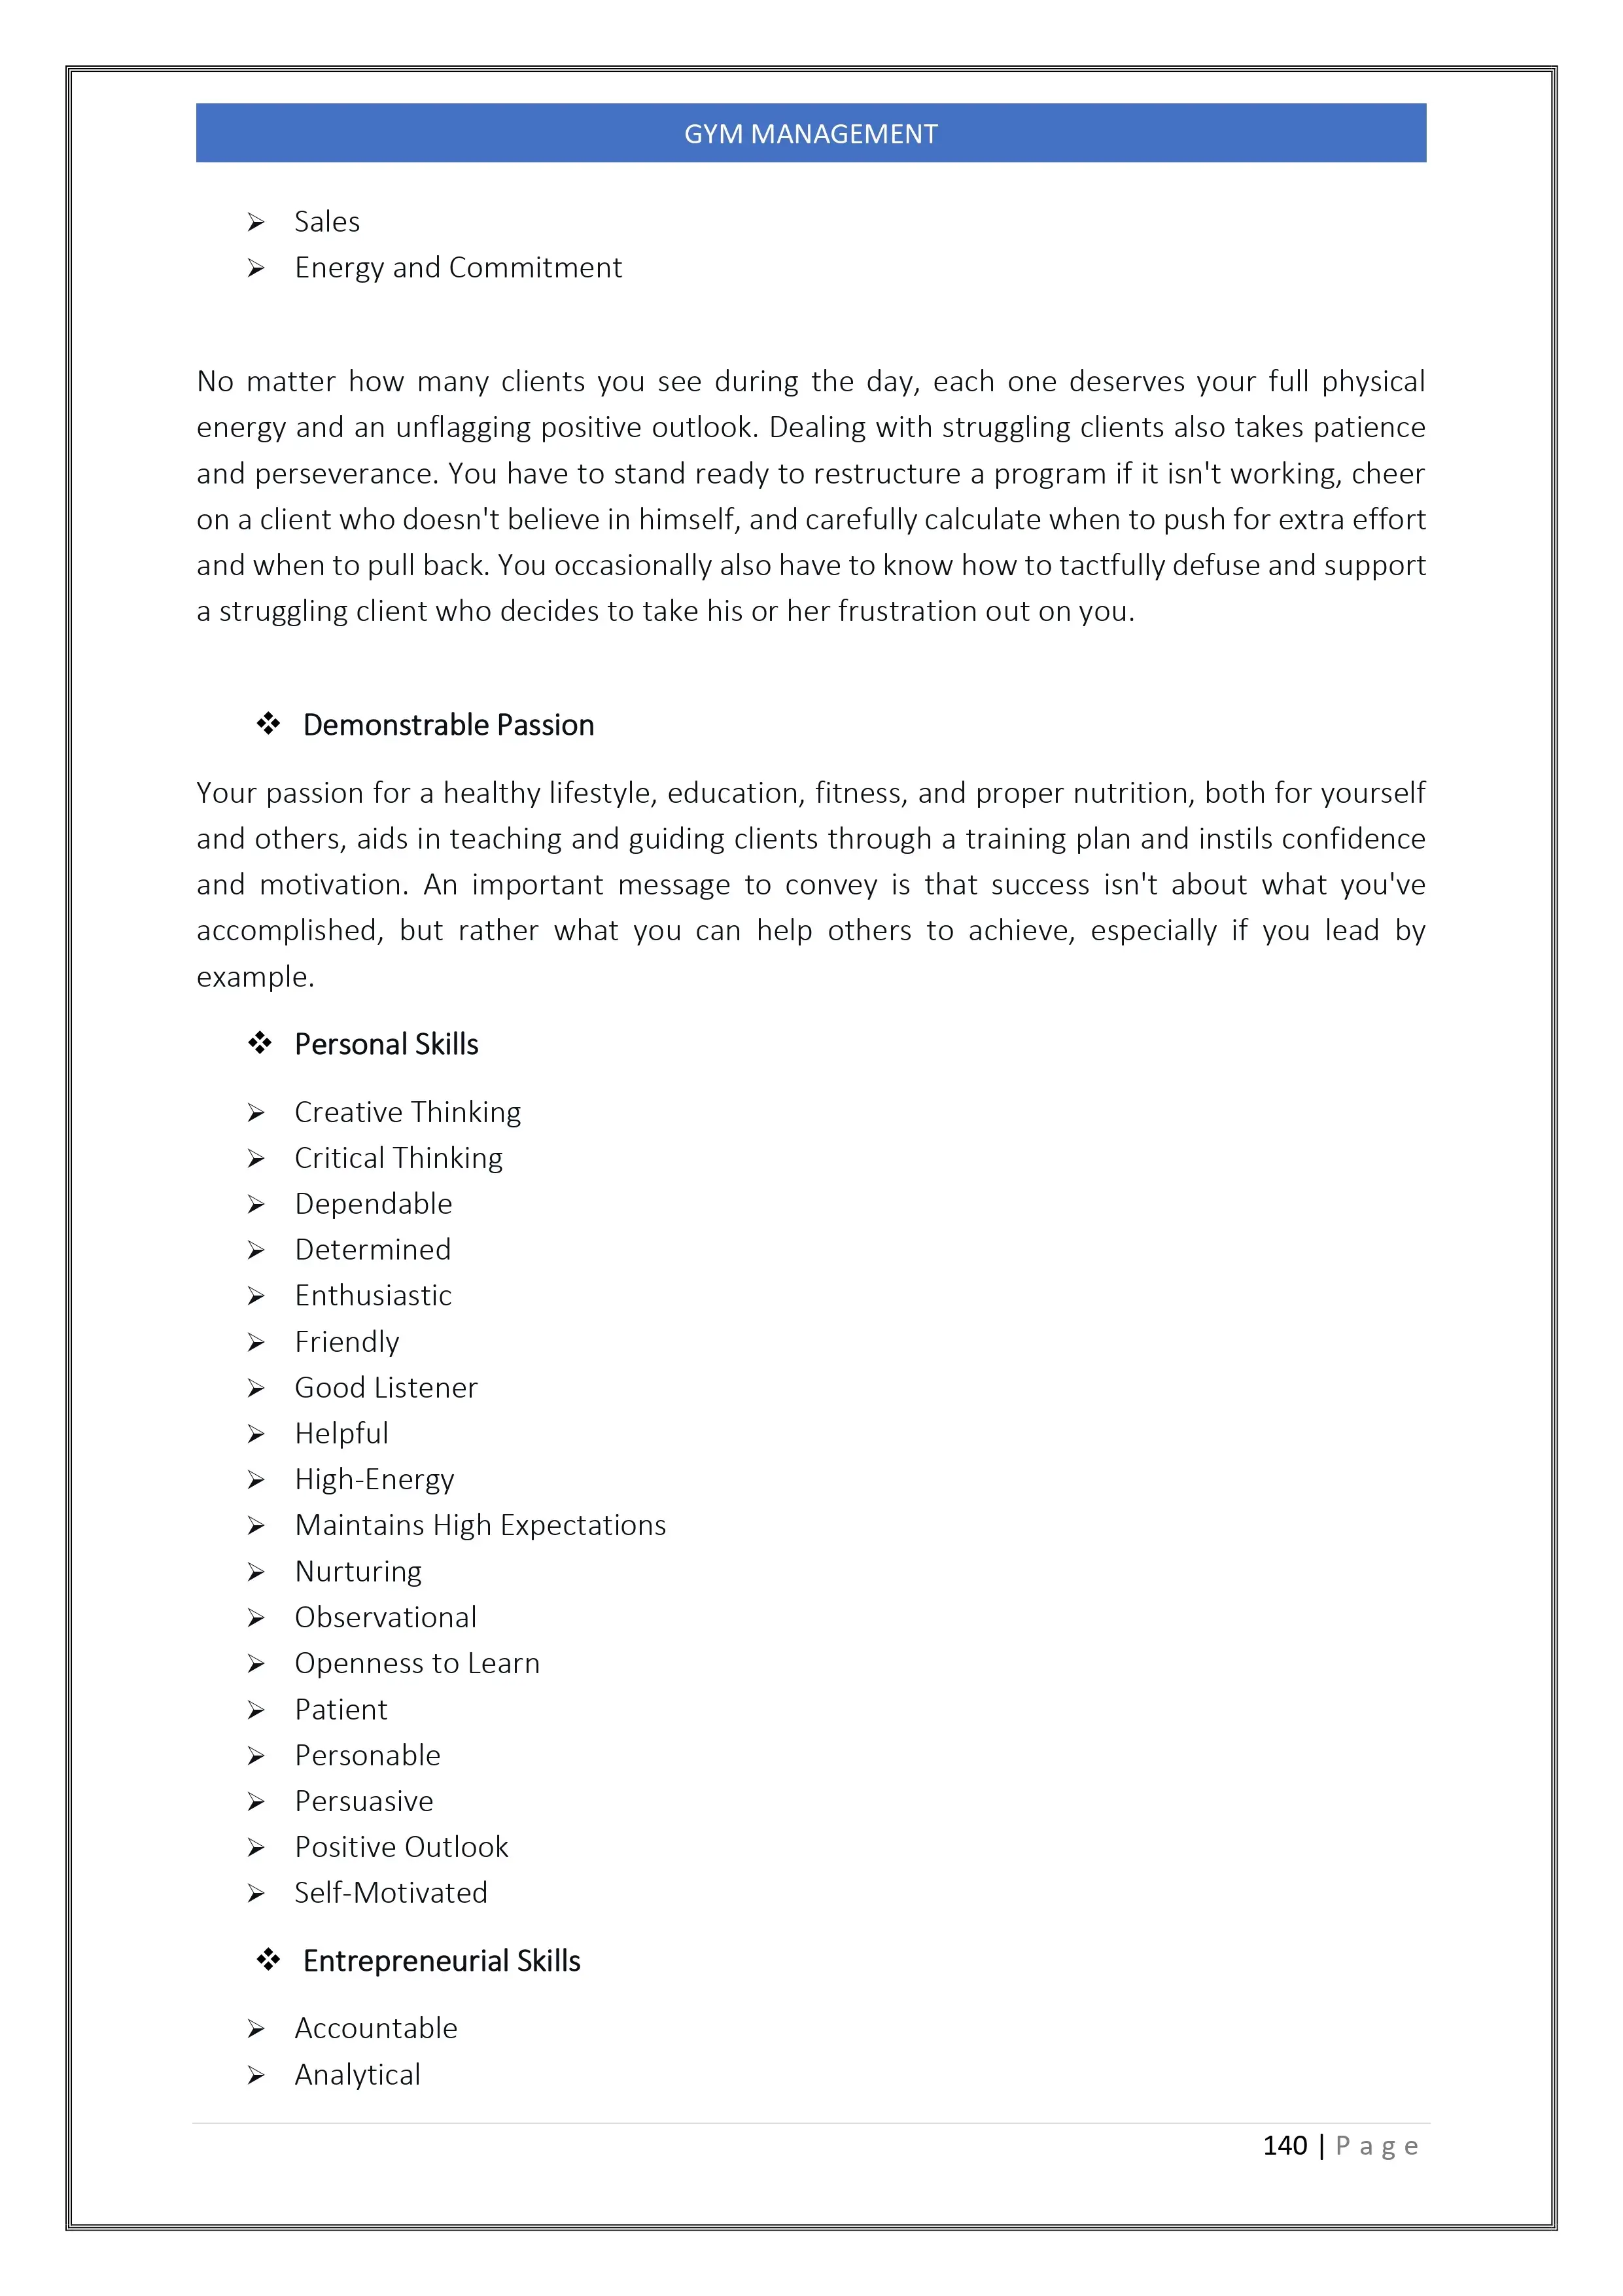 GYM MANAGEMENT
➢ Sales
➢ Energy and Commitment
No matter how many clients you see during the day, each one deserves your full physical
energy and an unflagging positive outlook. Dealing with struggling clients also takes patience
and perseverance. You have to stand ready to restructure a program if it isn't working, cheer
on a client who doesn't believe in himself, and carefully calculate when to push for extra effort
and when to pull back. You occasionally also have to know how to tactfully defuse and support
a struggling client who decides to take his or her frustration out on you.
❖ Demonstrable Passion
Your passion for a healthy lifestyle, education, fitness, and proper nutrition, both for yourself
and others, aids in teaching and guiding clients through a training plan and instils confidence
and motivation. An important message to convey is that success isn't about what you've
accomplished, but rather what you can help others to achieve, especially if you lead by
example.
❖ Personal Skills
➢ Creative Thinking
➢ Critical Thinking
➢ Dependable
➢ Determined
➢ Enthusiastic
➢ Friendly
➢ Good Listener
➢ Helpful
➢ High-Energy
➢ Maintains High Expectations
➢ Nurturing
➢ Observational
➢ Openness to Learn
➢ Patient
➢ Personable
➢ Persuasive
➢ Positive Outlook
➢ Self-Motivated
❖ Entrepreneurial Skills
➢ Accountable
➢ Analytical
140 | P a g e